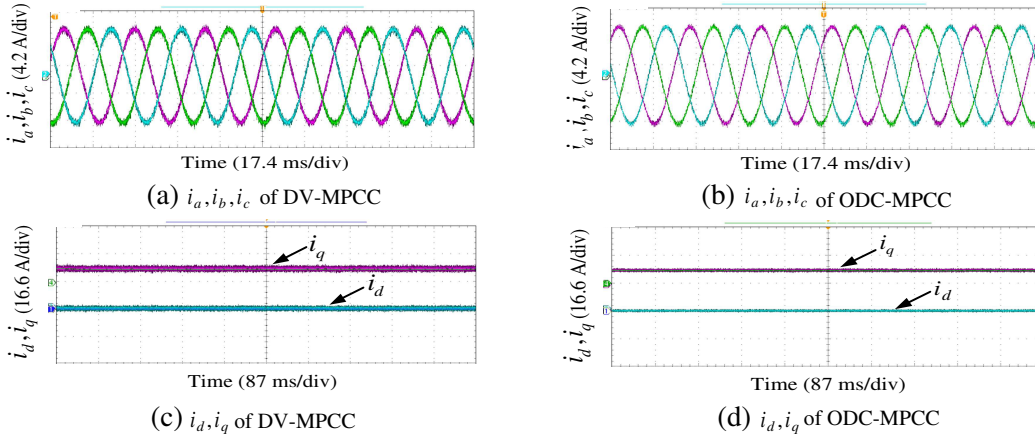 i_a, i_b, i_c (4.2 A/div)
Time (17.4 ms/div)
(a) i_a, i_b, i_c of DV-MPCC
i_a, i_b, i_c (4.2 A/div)
Time (17.4 ms/div)
(b) i_a, i_b, i_c of ODC-MPCC
i_d, i_q (16.6 A/div)
i_q
i_d
Time (87 ms/div)
(c) i_d, i_q of DV-MPCC
i_d, i_q (16.6 A/div)
i_q
i_d
Time (87 ms/div)
(d) i_d, i_q of ODC-MPCC